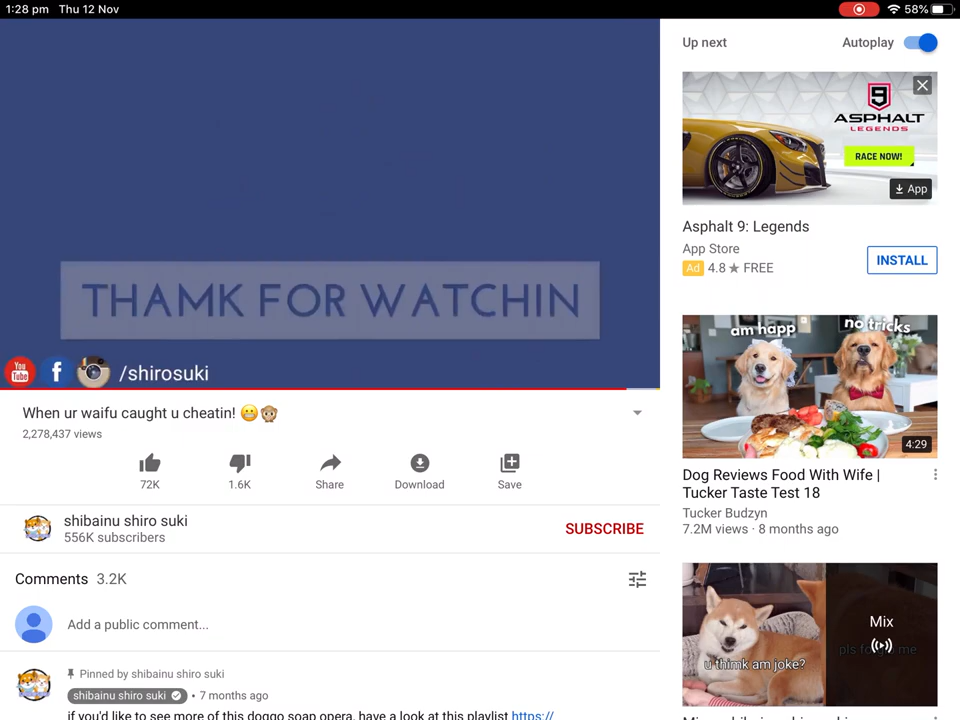 1:28 pm Thu 12 Nov
58%
THAMK FOR WATCHIN
You
Tube
f
/shirosuki
When ur waifu caught u cheatin! 😬🙊
2,278,437 views
72K
1.6K
Share
Download
Save
shibainu shiro suki
556K subscribers
SUBSCRIBE
Comments 3.2K
Add a public comment...
Pinned by shibainu shiro suki
shibainu shiro suki • 7 months ago
if you'd like to see more of this doggo soap opera, have a look at this playlist https://
Up next
Autoplay
9
ASPHALT
LEGENDS
RACE NOW!
App
Asphalt 9: Legends
App Store
Ad 4.8 ★ FREE
INSTALL
am happ
no tricks
4:29
Dog Reviews Food With Wife |
Tucker Taste Test 18
Tucker Budzyn
7.2M views · 8 months ago
Mix
u thimk am joke?